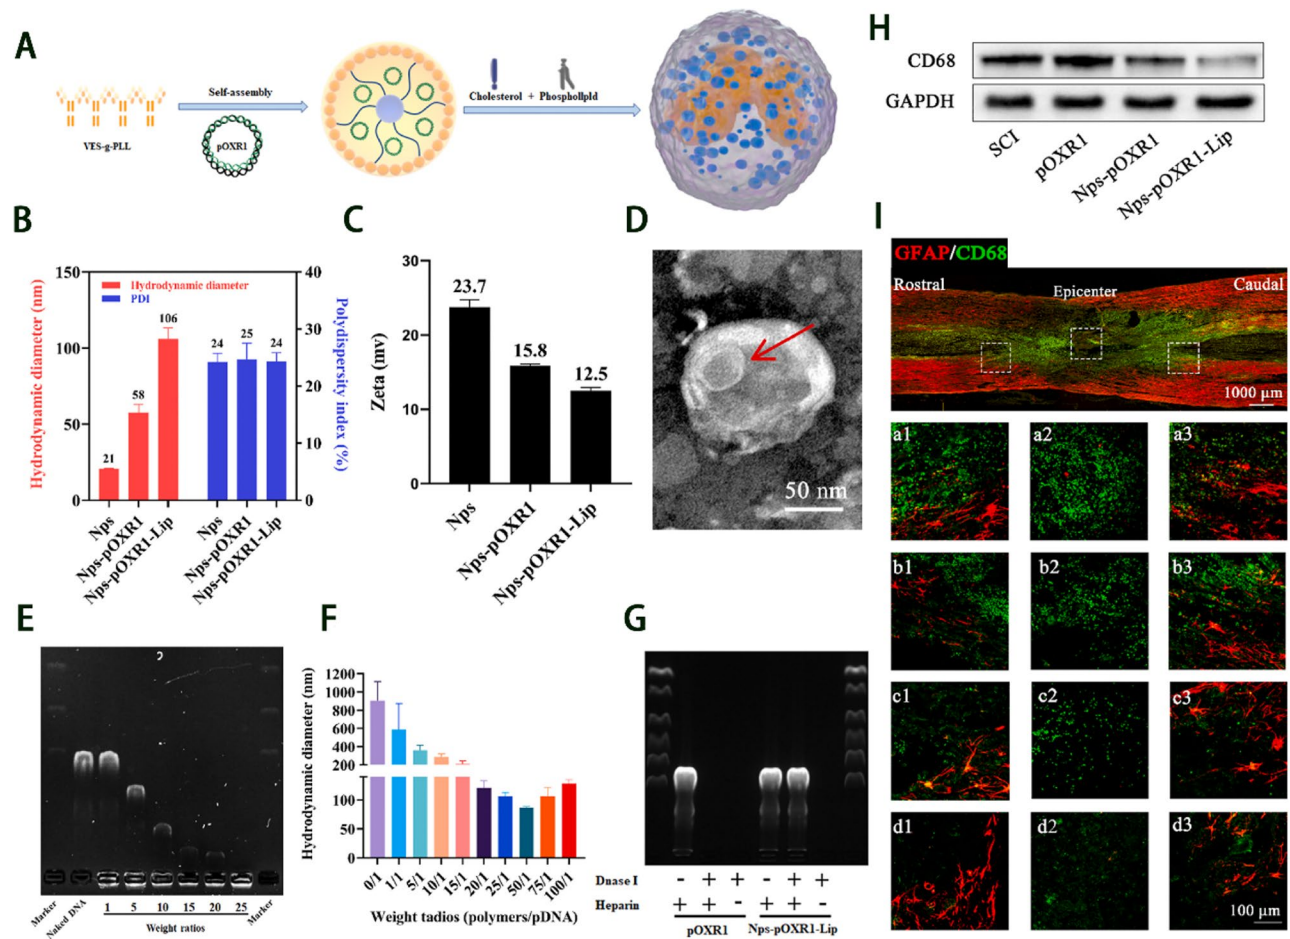 A
Self-assembly
Cholesterol + Phospholipid
VES-g-PLL
pOXR1
B
150
100
50
0
Hydrodynamic diameter (nm)
Hydrodynamic diameter
PDI
21
58
106
24
25
24
40
30
20
10
0
Polydispersity index (%)
Nps
Nps-pOXR1
Nps-pOXR1-Lip
Nps
Nps-pOXR1
Nps-pOXR1-Lip
C
30
20
10
0
Zeta (mv)
23.7
15.8
12.5
Nps
Nps-pOXR1
Nps-pOXR1-Lip
D
50 nm
E
Marker
Naked DNA
1 5 10 15 20 25
Weight ratios
Marker
F
Hydrodynamic diameter (nm)
1200
1000
800
600
400
200
100
50
0
0/1 1/1 5/1 10/1 15/1 20/1 25/1 50/1 75/1 100/1
Weight tadios (polymers/pDNA)
G
Dnase I - + + - + +
Heparin + + - + + -
pOXR1 Nps-pOXR1-Lip
H
CD68
GAPDH
SCI
pOXR1
Nps-pOXR1
Nps-pOXR1-Lip
I
GFAP/CD68
Rostral Epicenter Caudal
1000 μm
a1 a2 a3
b1 b2 b3
c1 c2 c3
d1 d2 d3
100 μm